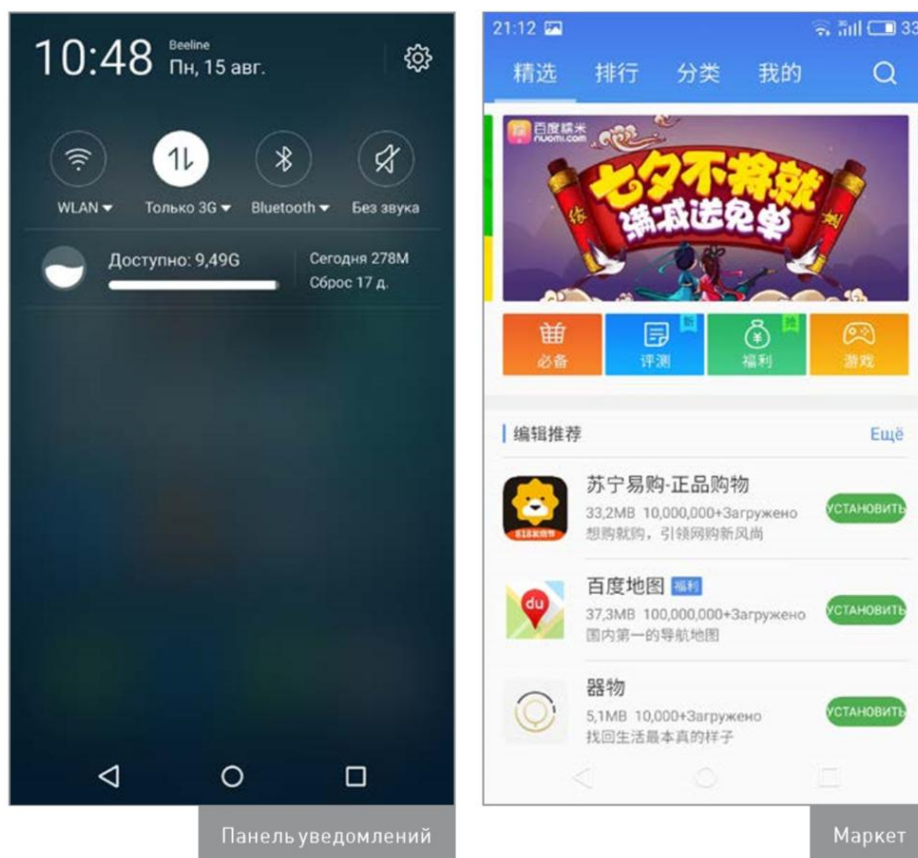 10:48
Beeline
Пн, 15 авг.
WLAN
Только 3G
Bluetooth
Без звука
Доступно: 9,49G
Сегодня 278M
Сброс 17 д.
Панель уведомлений
21:12
3G
33
精选
排行
分类
我的
百度糯米
nuomi.com
七夕不将就
满减送免单
必备
评测
新
福利
游戏
编辑推荐
Ещё
苏宁易购-正品购物
33,2MB 10,000,000+Загружено
УСТАНОВИТЬ
想购就购，引领网购新风尚
du
百度地图 福利
37,3MB 100,000,000+Загружено
УСТАНОВИТЬ
国内第一的导航地图
器物
5,1MB 10,000+Загружено
УСТАНОВИТЬ
找回生活最本真的样子
Маркет